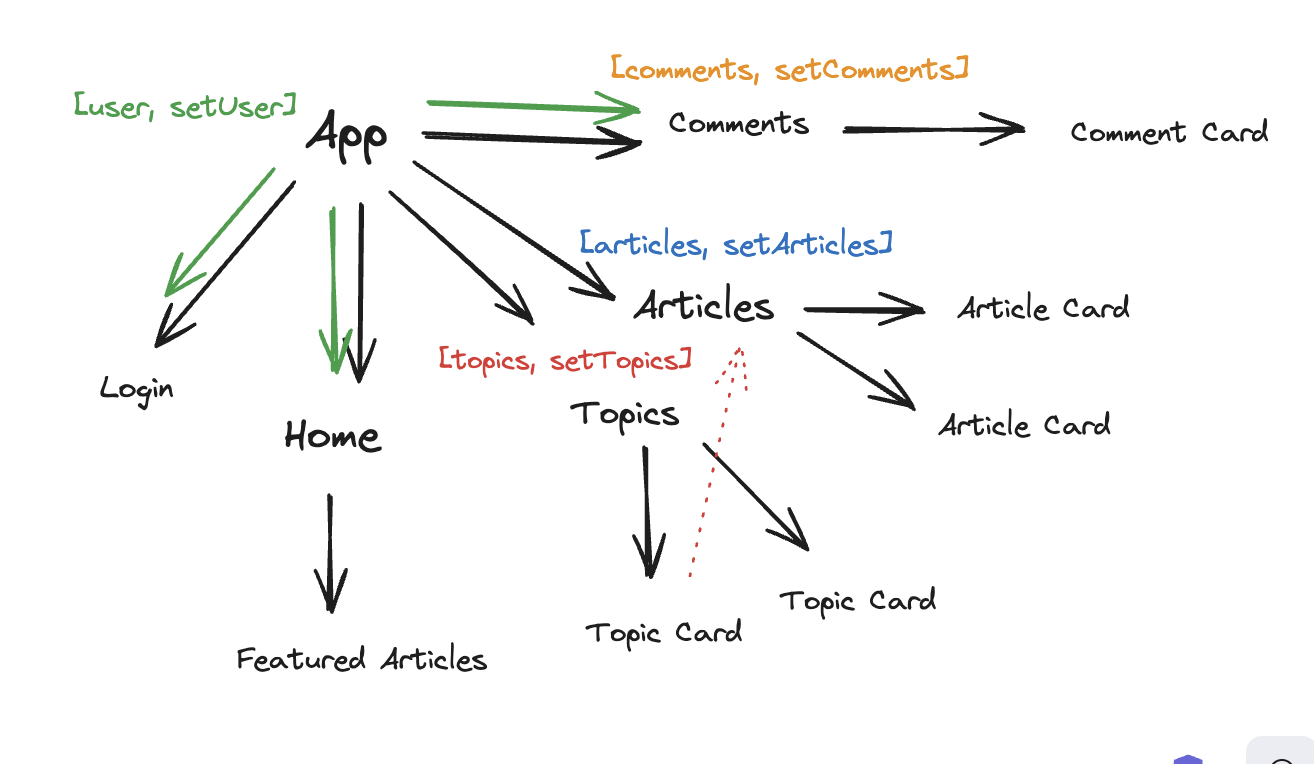 [comments, setComments]
[user, setUser]
App
Comments
Comment Card
[articles, setArticles]
Articles
Article Card
[topics, setTopics]
Login
Topics
Article Card
Home
Topic Card
Topic Card
Featured Articles